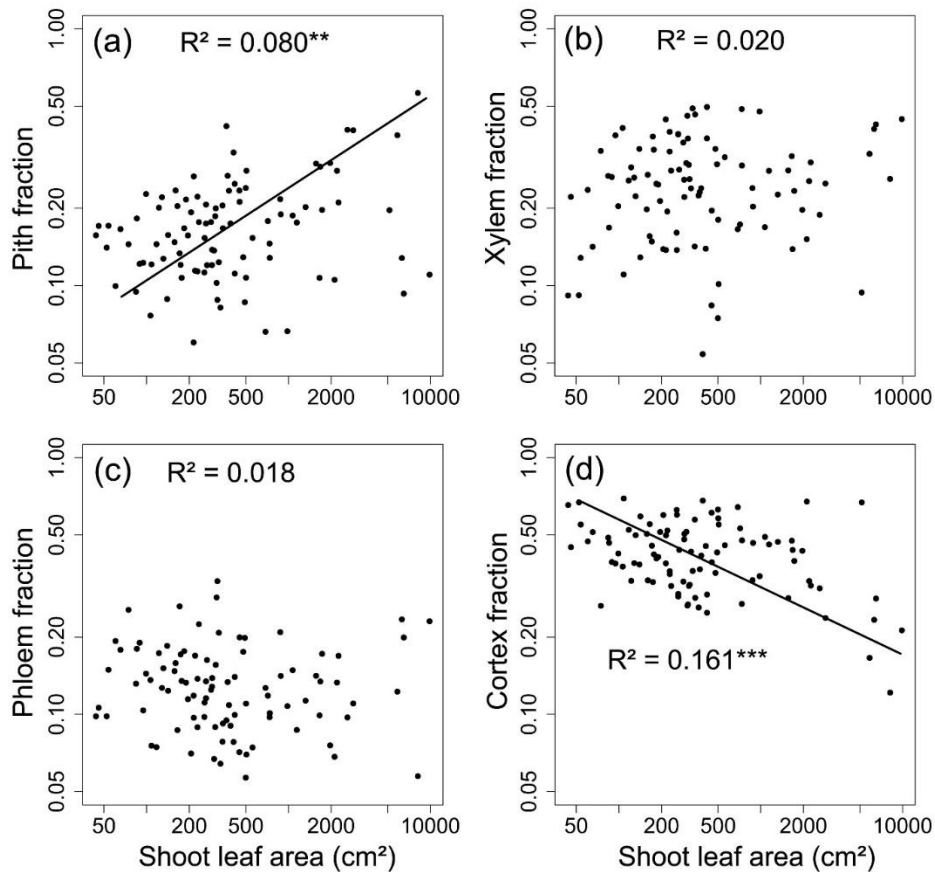 (a)
R² = 0.080**
Pith fraction
1.00
0.50
0.20
0.10
0.05
50 200 500 2000 10000
(b)
R² = 0.020
Xylem fraction
1.00
0.50
0.20
0.10
0.05
50 200 500 2000 10000
(c)
R² = 0.018
Phloem fraction
1.00
0.50
0.20
0.10
0.05
50 200 500 2000 10000
Shoot leaf area (cm²)
(d)
R² = 0.161***
Cortex fraction
1.00
0.50
0.20
0.10
0.05
50 200 500 2000 10000
Shoot leaf area (cm²)